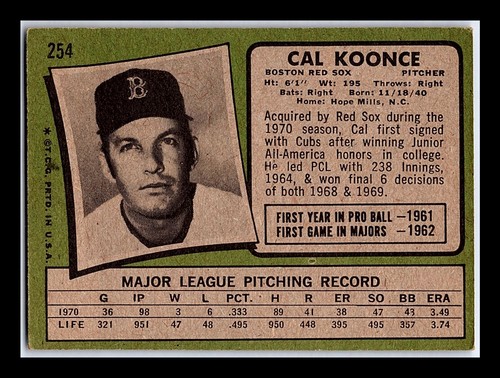 254
B
CAL KOONCE
BOSTON RED SOX PITCHER
Ht: 6'1" Wt: 195 Throws: Right
Bats: Right Born: 11/18/40
Home: Hope Mills, N.C.
Acquired by Red Sox during the
1970 season, Cal first signed
with Cubs after winning Junior
All-America honors in college.
He led PCL with 238 Innings,
1964, & won final 6 decisions
of both 1968 & 1969.
FIRST YEAR IN PRO BALL —1961
FIRST GAME IN MAJORS —1962
* © T.C.G. PRTD. IN U.S.A.
MAJOR LEAGUE PITCHING RECORD
G IP W L PCT. H R ER SO BB ERA
1970 36 98 3 6 .333 89 41 38 47 43 3.49
LIFE 321 951 47 48 .495 950 448 395 495 357 3.74